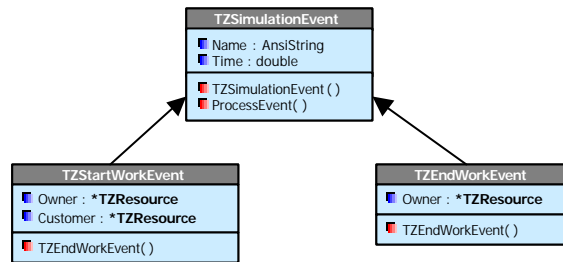 TZSimulationEvent
Name : AnsiString
Time : double
TZSimulationEvent()
ProcessEvent()
TZStartWorkEvent
Owner : *TZResource
Customer : *TZResource
TZEndWorkEvent()
TZEndWorkEvent
Owner : *TZResource
TZEndWorkEvent()